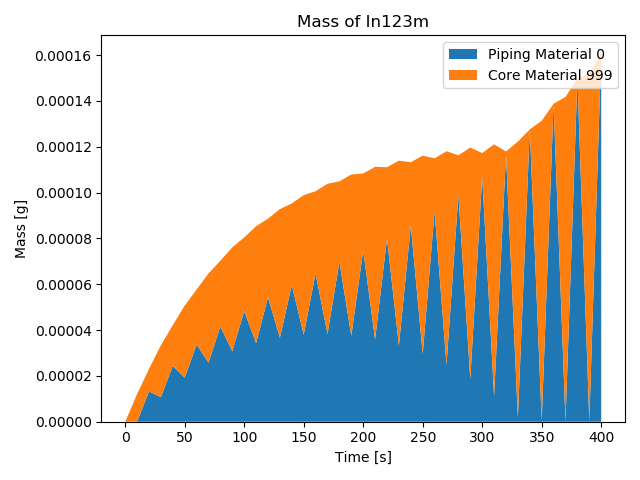 Mass of In123m
Piping Material 0
Core Material 999
0.00016
0.00014
0.00012
0.00010
0.00008
0.00006
0.00004
0.00002
0.00000
Mass [g]
0 50 100 150 200 250 300 350 400
Time [s]